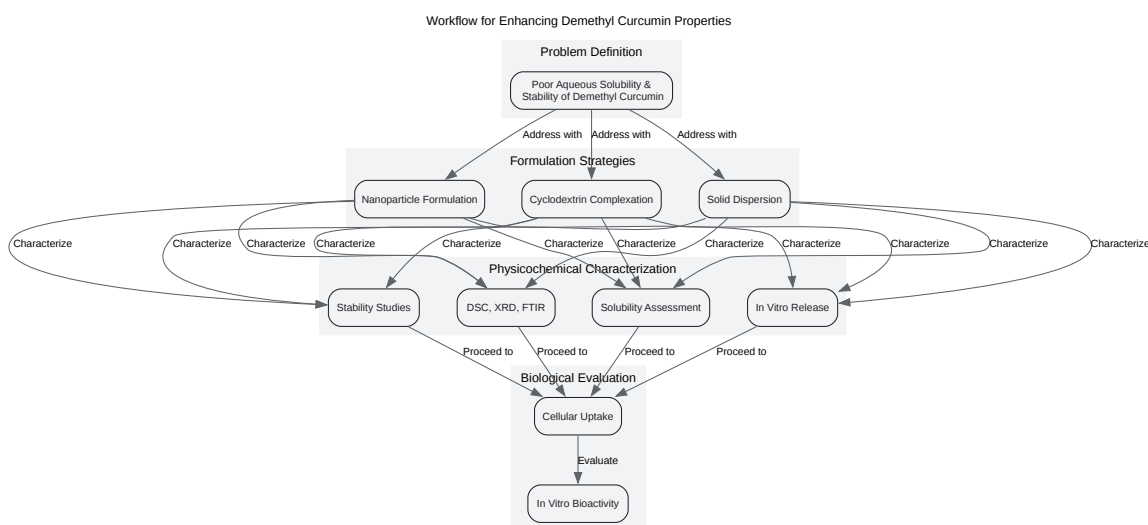 Workflow for Enhancing Demethyl Curcumin Properties
Problem Definition
Poor Aqueous Solubility &
Stability of Demethyl Curcumin
Address with
Address with
Address with
Formulation Strategies
Nanoparticle Formulation
Cyclodextrin Complexation
Solid Dispersion
Characterize
Characterize
Characterize
Characterize
Characterize
Characterize
Characterize
Characterize
Characterize
Characterize
Characterize
Characterize
Physicochemical Characterization
Stability Studies
DSC, XRD, FTIR
Solubility Assessment
In Vitro Release
Proceed to
Proceed to
Proceed to
Proceed to
Biological Evaluation
Cellular Uptake
Evaluate
In Vitro Bioactivity